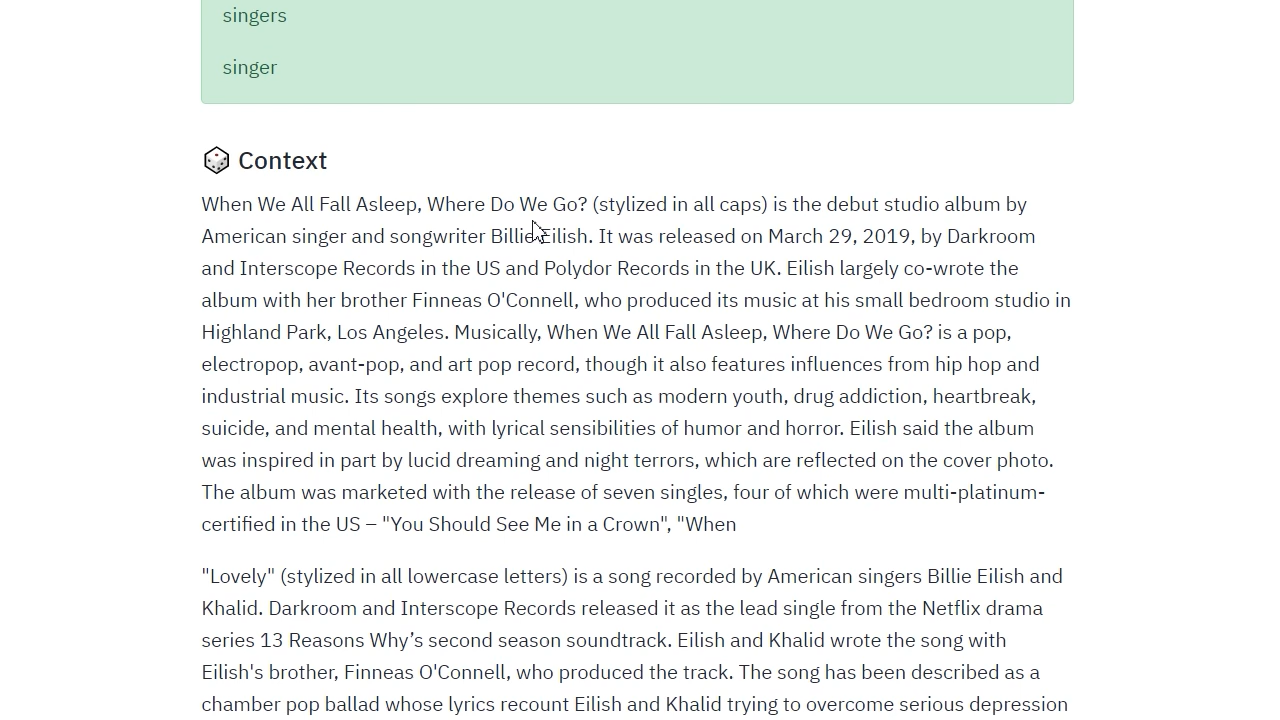 singers
singer
Context
When We All Fall Asleep, Where Do We Go? (stylized in all caps) is the debut studio album by
American singer and songwriter Billie Eilish. It was released on March 29, 2019, by Darkroom
and Interscope Records in the US and Polydor Records in the UK. Eilish largely co-wrote the
album with her brother Finneas O'Connell, who produced its music at his small bedroom studio in
Highland Park, Los Angeles. Musically, When We All Fall Asleep, Where Do We Go? is a pop,
electropop, avant-pop, and art pop record, though it also features influences from hip hop and
industrial music. Its songs explore themes such as modern youth, drug addiction, heartbreak,
suicide, and mental health, with lyrical sensibilities of humor and horror. Eilish said the album
was inspired in part by lucid dreaming and night terrors, which are reflected on the cover photo.
The album was marketed with the release of seven singles, four of which were multi-platinum-
certified in the US – "You Should See Me in a Crown", "When
"Lovely" (stylized in all lowercase letters) is a song recorded by American singers Billie Eilish and
Khalid. Darkroom and Interscope Records released it as the lead single from the Netflix drama
series 13 Reasons Why’s second season soundtrack. Eilish and Khalid wrote the song with
Eilish's brother, Finneas O'Connell, who produced the track. The song has been described as a
chamber pop ballad whose lyrics recount Eilish and Khalid trying to overcome serious depression